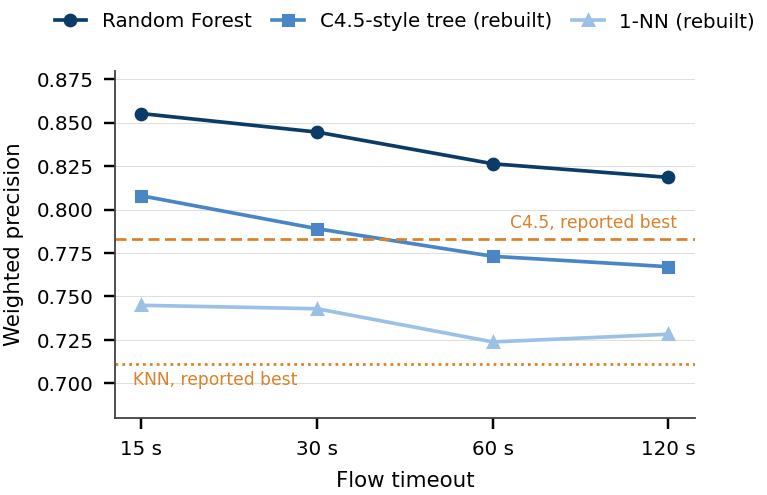 Random Forest C4.5-style tree (rebuilt) 1-NN (rebuilt)
0.875
0.850
0.825
0.800
0.775
0.750
0.725
0.700
Weighted precision
C4.5, reported best
KNN, reported best
15 s 30 s 60 s 120 s
Flow timeout